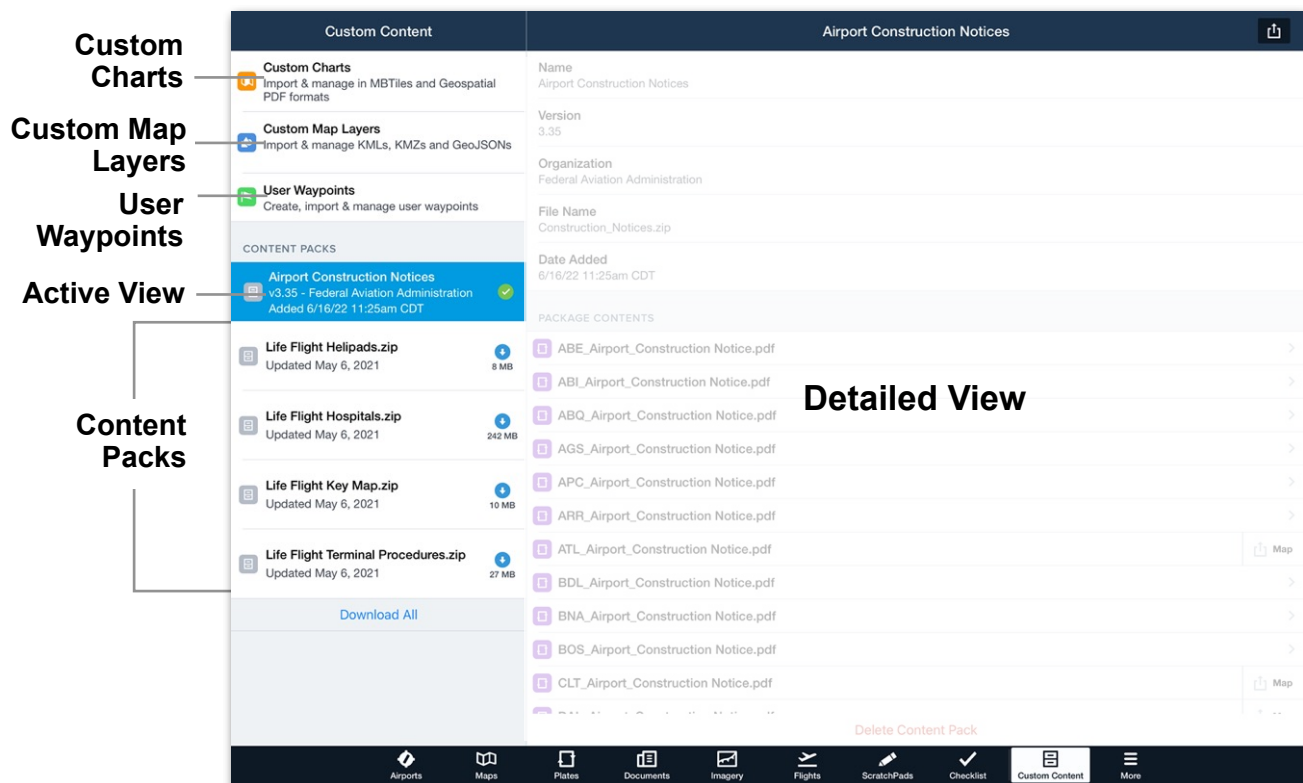 Custom Content
Airport Construction Notices
Custom
Charts
Custom Map
Layers
User
Waypoints
Active View
Content
Packs
Custom Charts
Import & manage in MBTiles and Geospatial
PDF formats
Custom Map Layers
Import & manage KMLs, KMZs and GeoJSONs
User Waypoints
Create, import & manage user waypoints
CONTENT PACKS
Airport Construction Notices
v3.35 - Federal Aviation Administration
Added 6/16/22 11:25am CDT
Life Flight Helipads.zip
Updated May 6, 2021
8 MB
Life Flight Hospitals.zip
Updated May 6, 2021
242 MB
Life Flight Key Map.zip
Updated May 6, 2021
10 MB
Life Flight Terminal Procedures.zip
Updated May 6, 2021
27 MB
Download All
Name
Airport Construction Notices
Version
3.35
Organization
Federal Aviation Administration
File Name
Construction_Notices.zip
Date Added
6/16/22 11:25am CDT
PACKAGE CONTENTS
ABE_Airport_Construction Notice.pdf
ABI_Airport_Construction Notice.pdf
Detailed View
ABQ_Airport_Construction Notice.pdf
AGS_Airport_Construction Notice.pdf
APC_Airport_Construction Notice.pdf
ARR_Airport_Construction Notice.pdf
ATL_Airport_Construction Notice.pdf
Map
BDL_Airport_Construction Notice.pdf
BNA_Airport_Construction Notice.pdf
BOS_Airport_Construction Notice.pdf
CLT_Airport_Construction Notice.pdf
Map
Delete Content Pack
Airports
Maps
Plates
Documents
Imagery
Flights
ScratchPads
Checklist
Custom Content
More